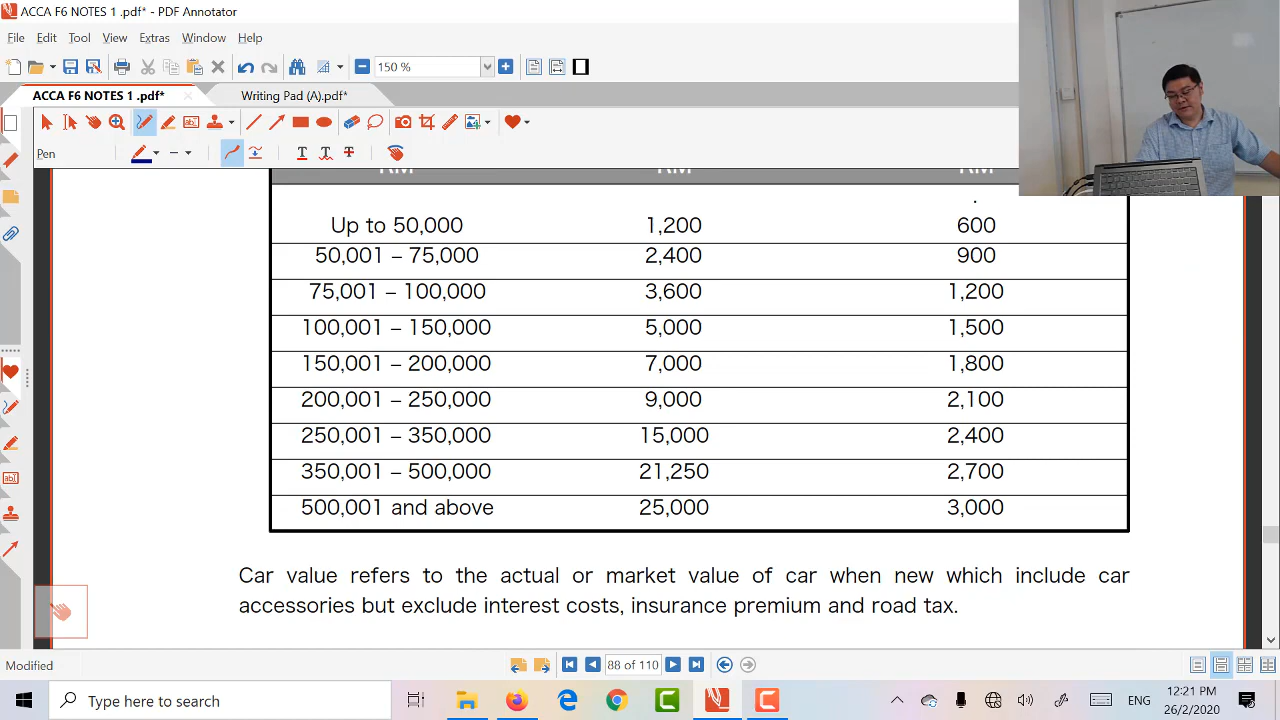 ACCA F6 NOTES 1 .pdf* - PDF Annotator
File Edit Tool View Extras Window Help
150 %
ACCA F6 NOTES 1 .pdf* Writing Pad (A).pdf*
Pen
RM RM RM
Up to 50,000 1,200 600
50,001 – 75,000 2,400 900
75,001 – 100,000 3,600 1,200
100,001 – 150,000 5,000 1,500
150,001 – 200,000 7,000 1,800
200,001 – 250,000 9,000 2,100
250,001 – 350,000 15,000 2,400
350,001 – 500,000 21,250 2,700
500,001 and above 25,000 3,000
Car value refers to the actual or market value of car when new which include car
accessories but exclude interest costs, insurance premium and road tax.
Modified 88 of 110
Type here to search ENG 12:21 PM
26/2/2020